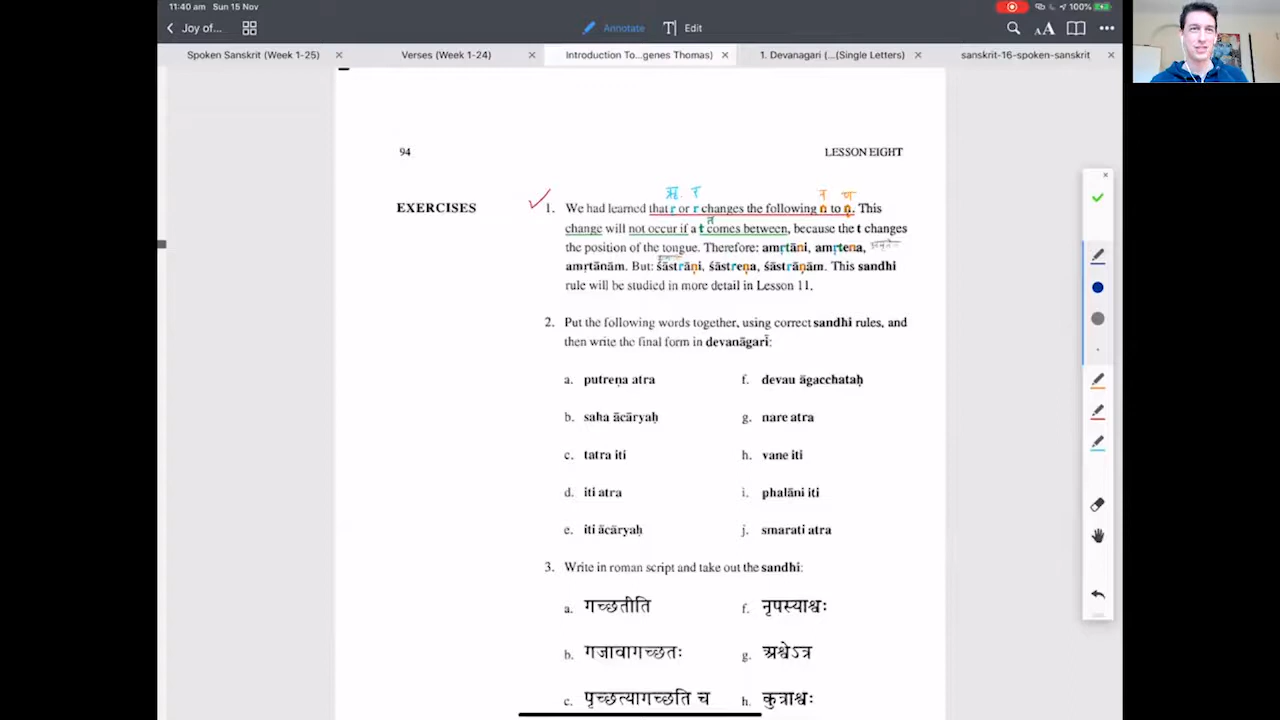 11:40 am Sun 15 Nov
100%
Joy of...
Annotate
Edit
AA
Spoken Sanskrit (Week 1-25)
Verses (Week 1-24)
Introduction To...genes Thomas)
1. Devanagari (...(Single Letters)
sanskrit-16-spoken-sanskrit
94
LESSON EIGHT
ऋ र न ण
EXERCISES
1. We had learned that ṛ or r changes the following n to ṇ. This
त
change will not occur if a t comes between, because the t changes
the position of the tongue. Therefore: amṛtāni, amṛtena,
amṛtānām. But: śāstrāṇi, śāstreṇa, śāstrāṇām. This sandhi
rule will be studied in more detail in Lesson 11.
2. Put the following words together, using correct sandhi rules, and
then write the final form in devanāgarī:
a. putreṇa atra
f. devau āgacchataḥ
b. saha ācāryaḥ
g. nare atra
c. tatra iti
h. vane iti
d. iti atra
i. phalāni iti
e. iti ācāryaḥ
j. smarati atra
3. Write in roman script and take out the sandhi:
a. गच्छतीति
f. नृपस्याश्वः
b. गजावागच्छतः
g. अश्वेऽत्र
c. पृच्छत्यागच्छति च
h. कुत्राश्वः